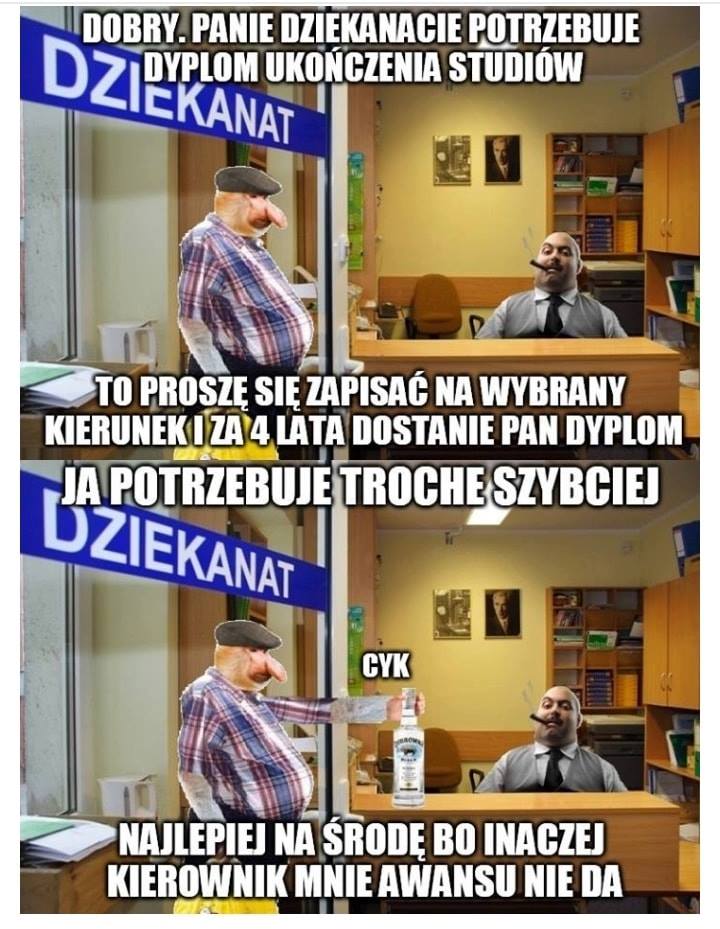 DOBRY. PANIE DZIEKANACIE POTRZEBUJE
DYPLOM UKOŃCZENIA STUDIÓW
DZIEKANAT
TO PROSZĘ SIĘ ZAPISAĆ NA WYBRANY
KIERUNEK I ZA 4 LATA DOSTANIE PAN DYPLOM
JA POTRZEBUJE TROCHE SZYBCIEJ
DZIEKANAT
CYK
NAJLEPIEJ NA ŚRODĘ BO INACZEJ
KIEROWNIK MNIE AWANSU NIE DA